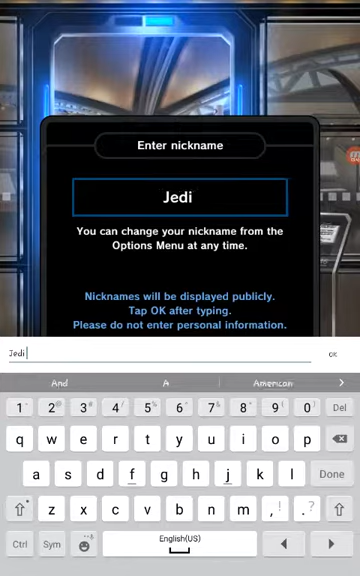 Enter nickname
Jedi
You can change your nickname from the
Options Menu at any time.
Nicknames will be displayed publicly.
Tap OK after typing.
Please do not enter personal information.
Jedi OK
And A American >
1 - 2 @ 3 # 4 / 5 % 6 ^ 7 & 8 * 9 ( 0 ) Del
q w e r t y u i o p
a s d f g h j k l Done
z x c v b n m , ! . ?
Ctrl Sym English(US)